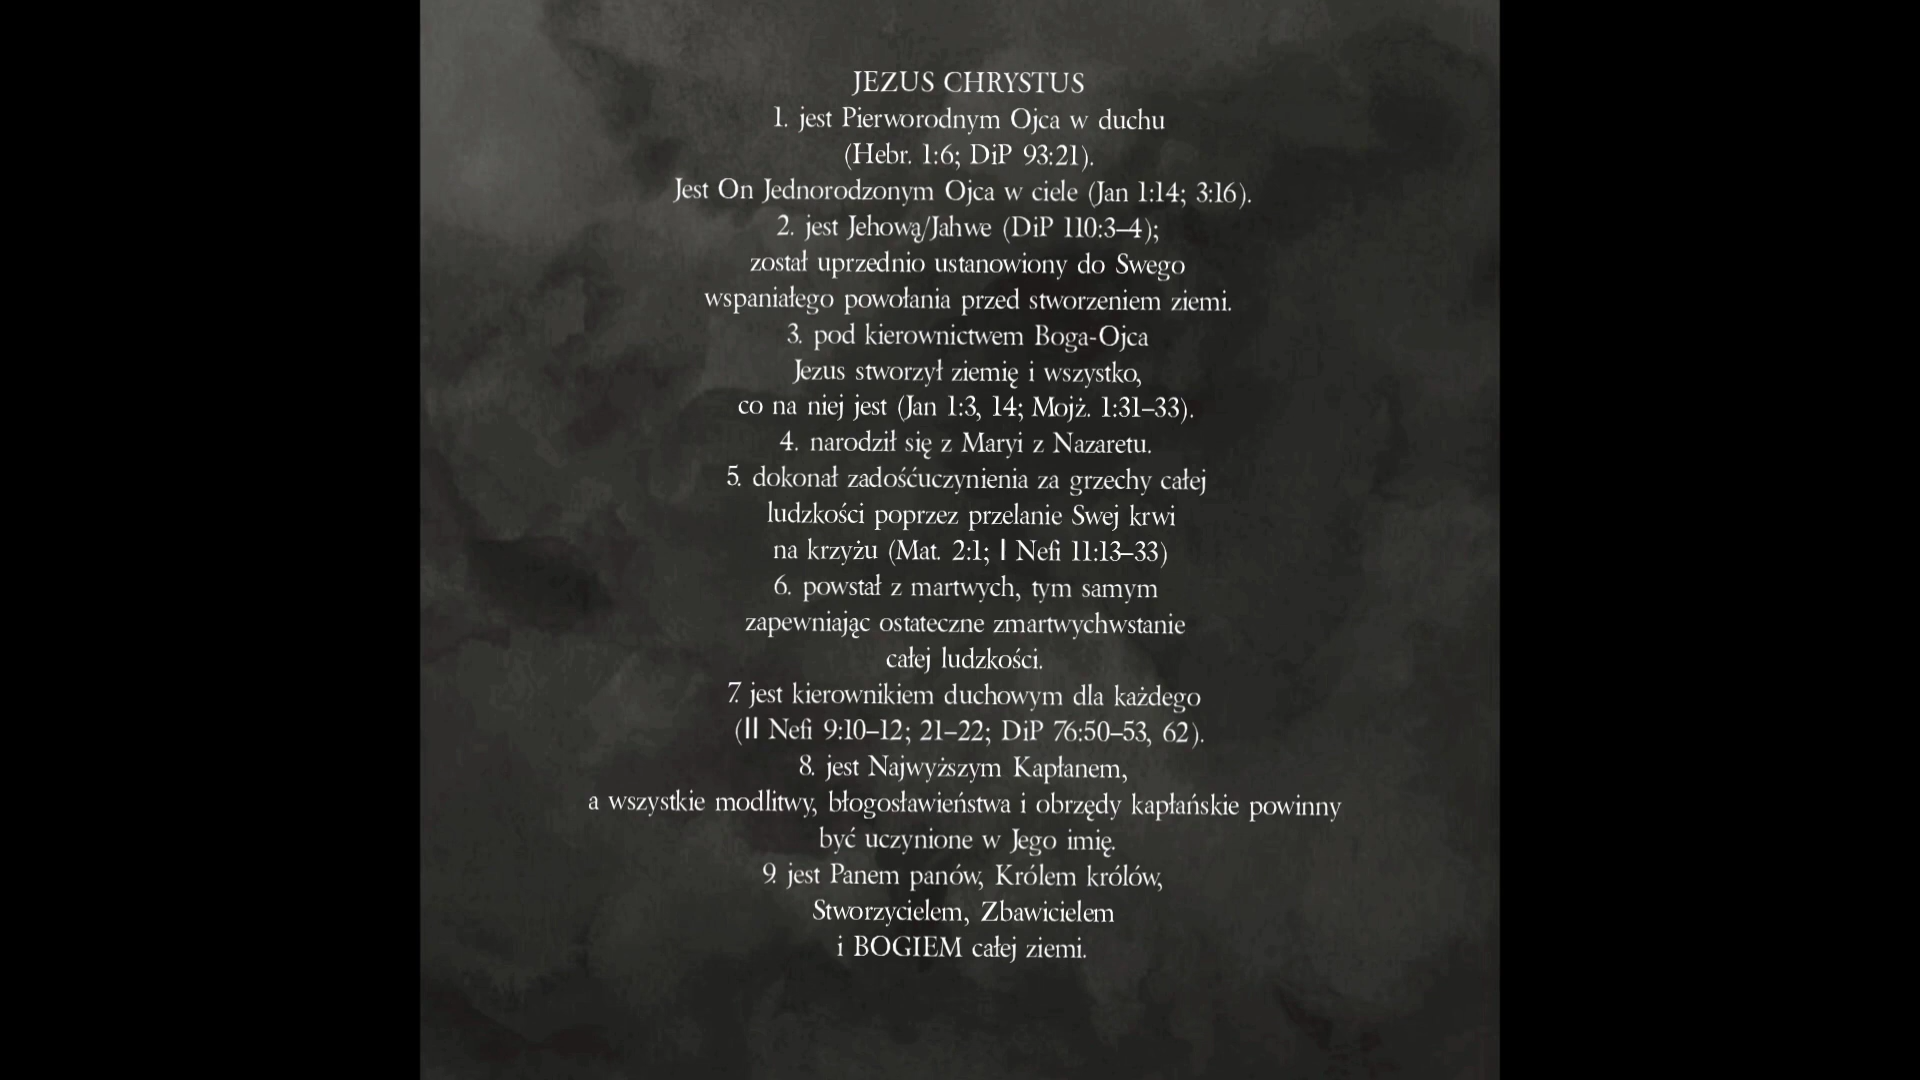 JEZUS CHRYSTUS
1. jest Pierworodnym Ojca w duchu
(Hebr. 1:6; DiP 93:21).
Jest On Jednorodzonym Ojca w ciele (Jan 1:14; 3:16).
2. jest Jehową/Jahwe (DiP 110:3–4);
został uprzednio ustanowiony do Swego
wspaniałego powołania przed stworzeniem ziemi.
3. pod kierownictwem Boga-Ojca
Jezus stworzył ziemię i wszystko,
co na niej jest (Jan 1:3, 14; Mojż. 1:31–33).
4. narodził się z Maryi z Nazaretu.
5. dokonał zadośćuczynienia za grzechy całej
ludzkości poprzez przelanie Swej krwi
na krzyżu (Mat. 2:1; I Nefi 11:13–33)
6. powstał z martwych, tym samym
zapewniając ostateczne zmartwychwstanie
całej ludzkości.
7. jest kierownikiem duchowym dla każdego
(II Nefi 9:10–12; 21–22; DiP 76:50–53, 62).
8. jest Najwyższym Kapłanem,
a wszystkie modlitwy, błogosławieństwa i obrzędy kapłańskie powinny
być uczynione w Jego imię.
9. jest Panem panów, Królem królów,
Stworzycielem, Zbawicielem
i BOGIEM całej ziemi.